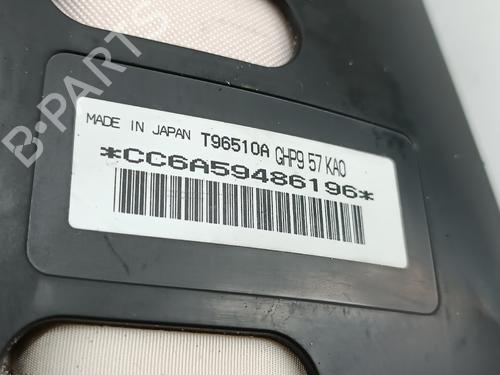 B-PARTS
MADE IN JAPAN T96510A GHP9 57 KA0
*CC6A59486196*